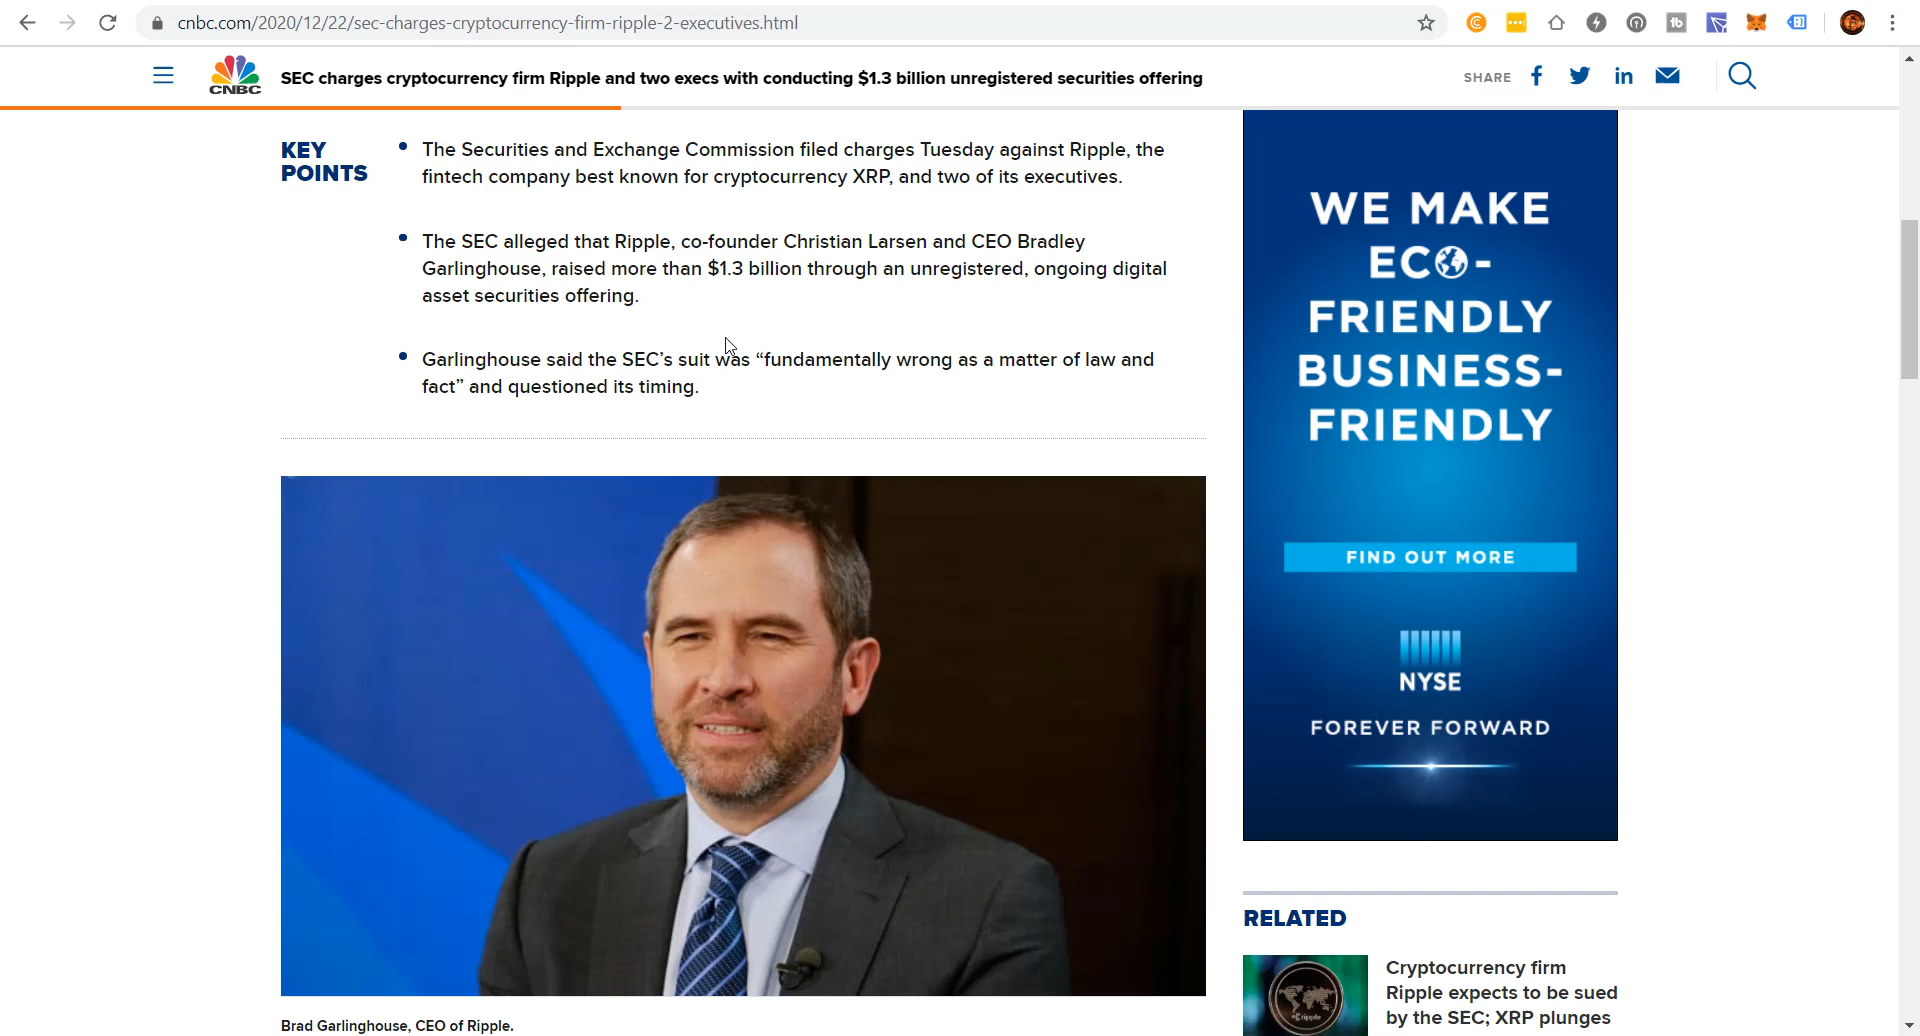 cnbc.com/2020/12/22/sec-charges-cryptocurrency-firm-ripple-2-executives.html
CNBC
SEC charges cryptocurrency firm Ripple and two execs with conducting $1.3 billion unregistered securities offering
SHARE
KEY
POINTS
The Securities and Exchange Commission filed charges Tuesday against Ripple, the
fintech company best known for cryptocurrency XRP, and two of its executives.
The SEC alleged that Ripple, co-founder Christian Larsen and CEO Bradley
Garlinghouse, raised more than $1.3 billion through an unregistered, ongoing digital
asset securities offering.
Garlinghouse said the SEC’s suit was “fundamentally wrong as a matter of law and
fact” and questioned its timing.
Brad Garlinghouse, CEO of Ripple.
WE MAKE
ECO-
FRIENDLY
BUSINESS-
FRIENDLY
FIND OUT MORE
NYSE
FOREVER FORWARD
RELATED
ripple
Cryptocurrency firm
Ripple expects to be sued
by the SEC; XRP plunges